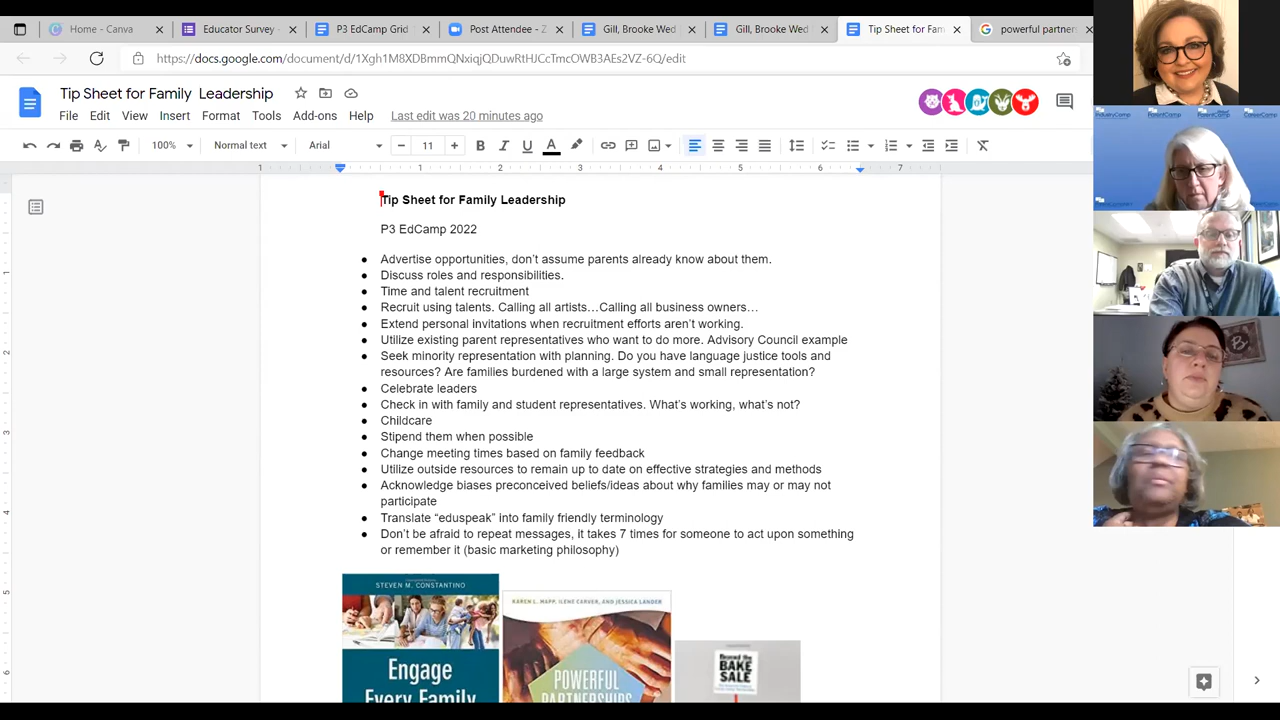 Home - Canva
Educator Survey
P3 EdCamp Grid
Post Attendee - Z
Gill, Brooke Wed
Gill, Brooke Wed
Tip Sheet for Fam
powerful partner
https://docs.google.com/document/d/1Xgh1M8XDBmmQNxiqjQDuwRtHJCcTmcOWB3AEs2VZ-6Q/edit
Tip Sheet for Family Leadership
File Edit View Insert Format Tools Add-ons Help Last edit was 20 minutes ago
100% Normal text Arial 11
1 1 2 3 4 5 6 7
Tip Sheet for Family Leadership
P3 EdCamp 2022
● Advertise opportunities, don't assume parents already know about them.
● Discuss roles and responsibilities.
● Time and talent recruitment
● Recruit using talents. Calling all artists…Calling all business owners…
● Extend personal invitations when recruitment efforts aren't working.
● Utilize existing parent representatives who want to do more. Advisory Council example
● Seek minority representation with planning. Do you have language justice tools and
resources? Are families burdened with a large system and small representation?
● Celebrate leaders
● Check in with family and student representatives. What's working, what's not?
● Childcare
● Stipend them when possible
● Change meeting times based on family feedback
● Utilize outside resources to remain up to date on effective strategies and methods
● Acknowledge biases preconceived beliefs/ideas about why families may or may not
participate
● Translate “eduspeak” into family friendly terminology
● Don't be afraid to repeat messages, it takes 7 times for someone to act upon something
or remember it (basic marketing philosophy)
STEVEN M. CONSTANTINO
Engage
Every Family
KAREN L. MAPP, ILENE CARVER, AND JESSICA LANDER
POWERFUL
PARTNERSHIPS
Beyond the
BAKE
SALE
IndustryCamp ParentCamp ParentCamp CareerCamp